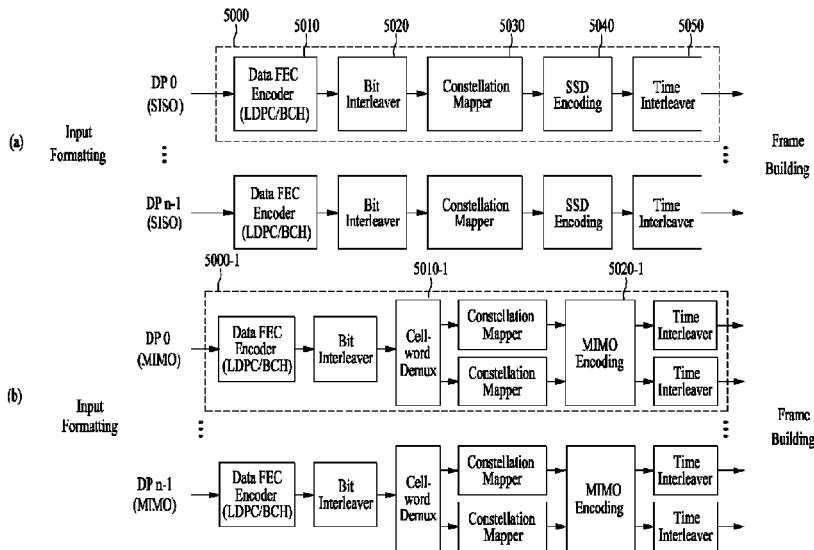 5000
5010
5020
5030
5040
5050
(a)
Input
Formatting
DP 0
(SISO)
Data FEC
Encoder
(LDPC/BCH)
Bit
Interleaver
Constellation
Mapper
SSD
Encoding
Time
Interleaver
Frame
Building
DP n-1
(SISO)
Data FEC
Encoder
(LDPC/BCH)
Bit
Interleaver
Constellation
Mapper
SSD
Encoding
Time
Interleaver
5000-1
5010-1
5020-1
(b)
Input
Formatting
DP 0
(MIMO)
Data FEC
Encoder
(LDPC/BCH)
Bit
Interleaver
Cell-
word
Demux
Constellation
Mapper
Constellation
Mapper
MIMO
Encoding
Time
Interleaver
Time
Interleaver
Frame
Building
DP n-1
(MIMO)
Data FEC
Encoder
(LDPC/BCH)
Bit
Interleaver
Cell-
word
Demux
Constellation
Mapper
Constellation
Mapper
MIMO
Encoding
Time
Interleaver
Time
Interleaver